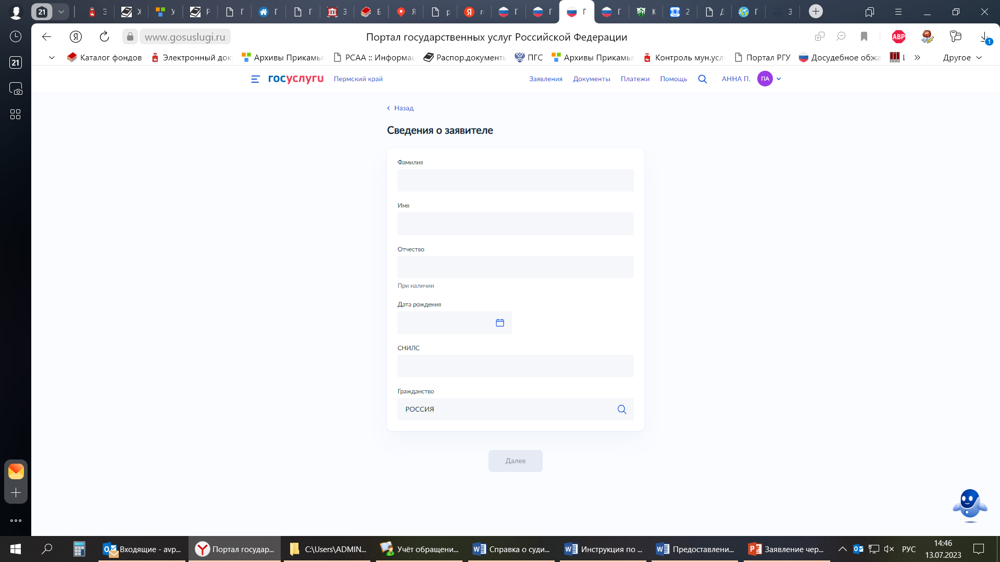 21 Э Ж У Р Г Г Г З Б Я р Я г Г Г Г Г К 2 Д Г З
www.gosuslugi.ru Портал государственных услуг Российской Федерации ABP 1
21 Каталог фондов Электронный док Архивы Прикамья РСАА :: Информац Распор.документь ПГС Архивы Прикамья Контроль мун.усл Портал РГУ Досудебное обжа » Другое
госуслуги Пермский край Заявления Документы Платежи Помощь АННА П. ПА
Назад
Сведения о заявителе
Фамилия
Имя
Отчество
При наличии
Дата рождения
СНИЛС
Гражданство
РОССИЯ
Далее
Входящие - avp... Портал государ... C:\Users\ADMIN... Учёт обращени... Справка о суди... Инструкция по ... Предоставлени... Заявление чер... РУС 14:46
13.07.2023